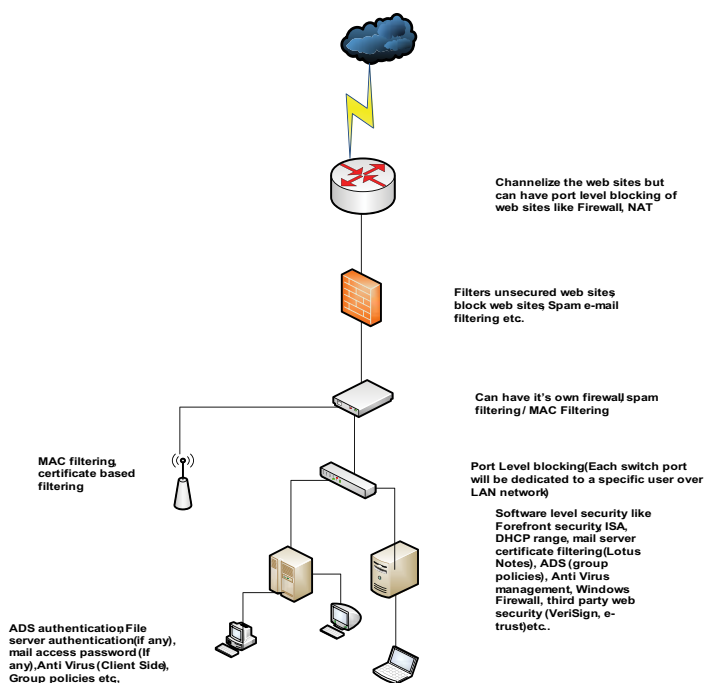 Channelize the web sites but
can have port level blocking of
web sites like Firewall, NAT
Filters unsecured web sites,
block web sites, Spam e-mail
filtering etc.
Can have it's own firewall, spam
filtering / MAC Filtering
MAC filtering,
certificate based
filtering
Port Level blocking(Each switch port
will be dedicated to a specific user over
LAN network)
Software level security like
Forefront security, ISA,
DHCP range, mail server
certificate filtering(Lotus
Notes), ADS (group
policies), Anti Virus
management, Windows
Firewall, third party web
security (VeriSign, e-
trust)etc..
ADS authentication, File
server authentication(if any),
mail access password (If
any), Anti Virus (Client Side),
Group policies etc,